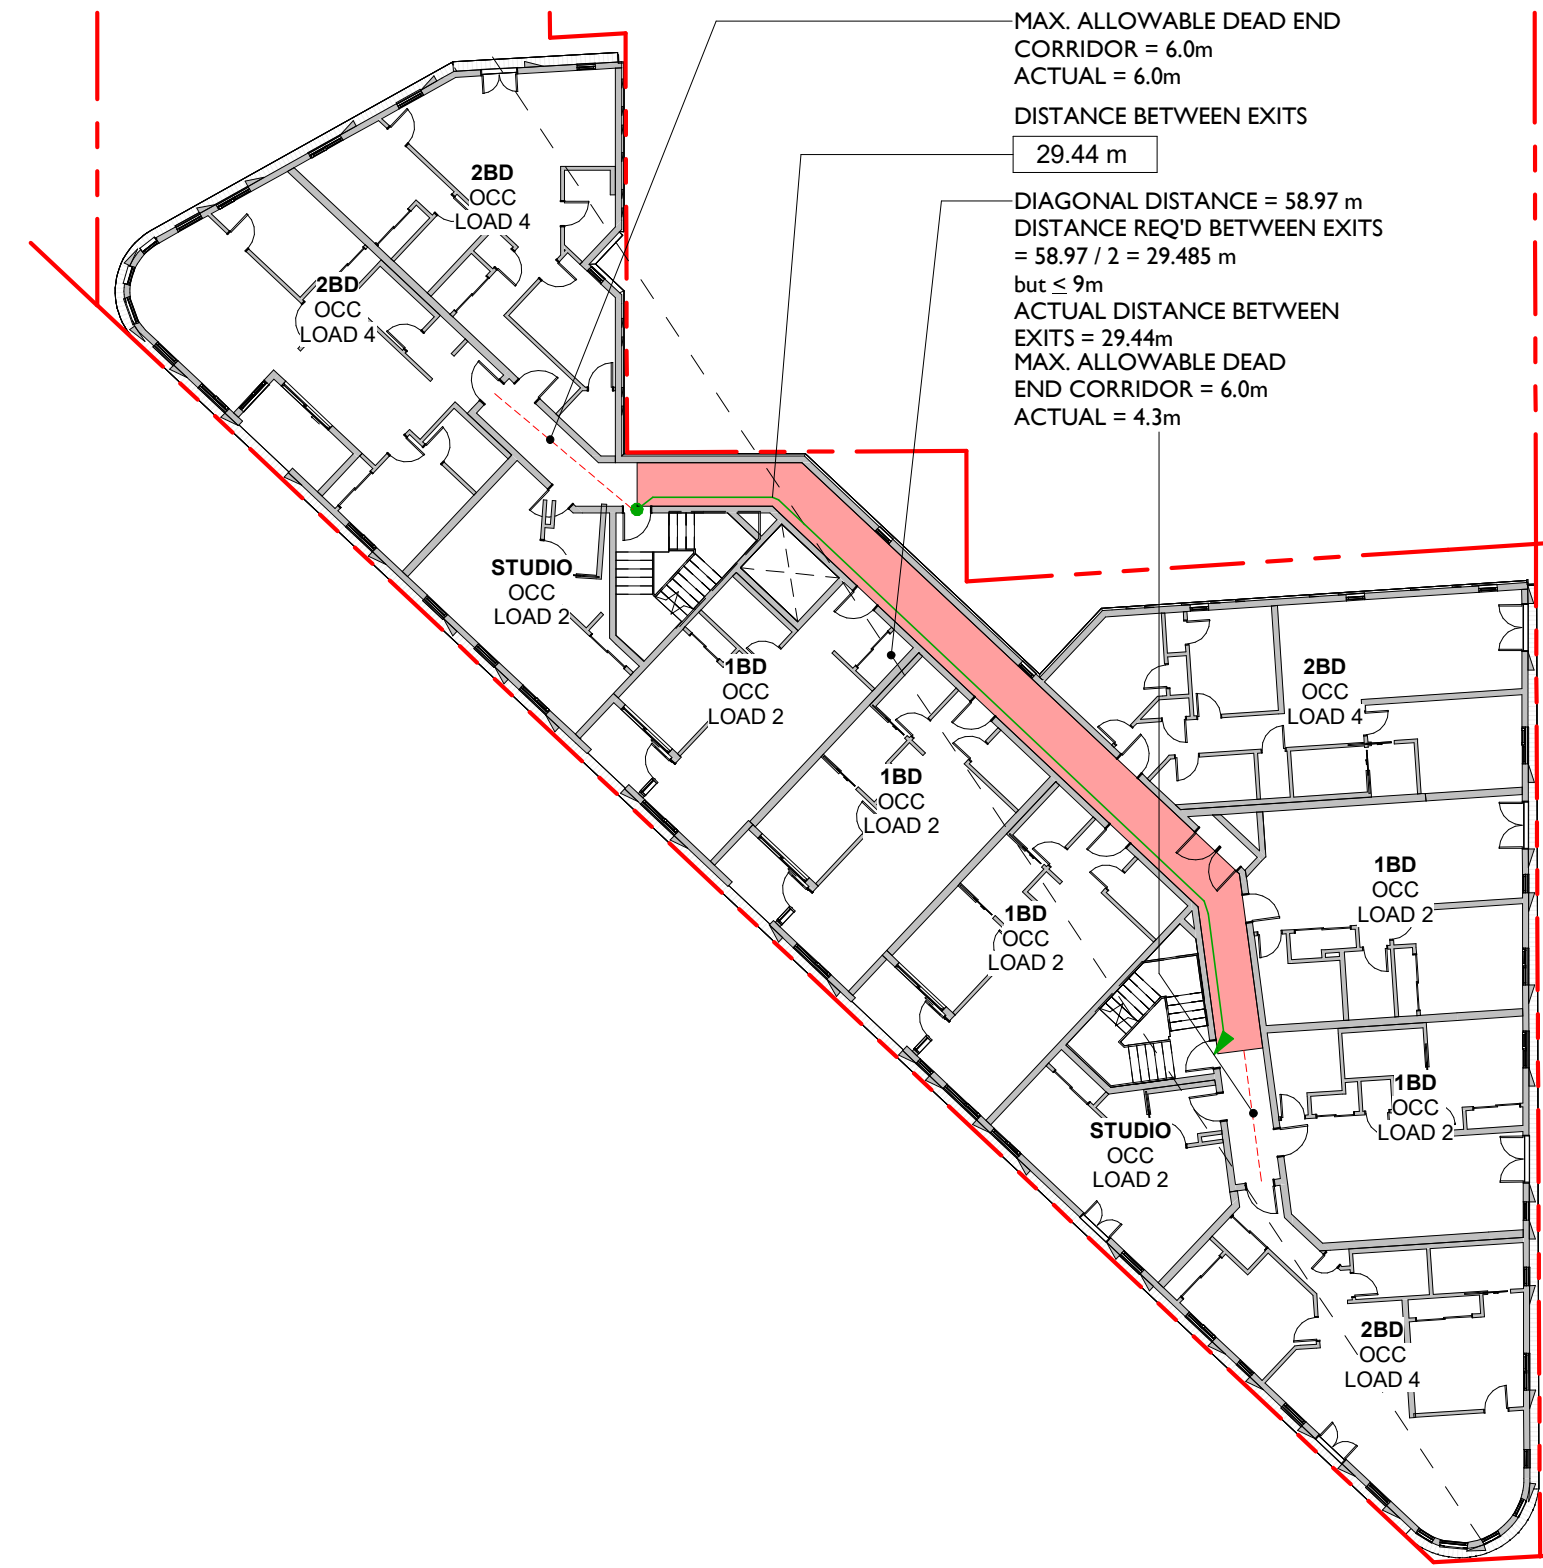 MAX. ALLOWABLE DEAD END
CORRIDOR = 6.0m
ACTUAL = 6.0m
DISTANCE BETWEEN EXITS
29.44 m
DIAGONAL DISTANCE = 58.97 m
DISTANCE REQ'D BETWEEN EXITS
= 58.97 / 2 = 29.485 m
but ≤ 9m
ACTUAL DISTANCE BETWEEN
EXITS = 29.44m
MAX. ALLOWABLE DEAD
END CORRIDOR = 6.0m
ACTUAL = 4.3m
2BD
OCC
LOAD 4
2BD
OCC
LOAD 4
STUDIO
OCC
LOAD 2
1BD
OCC
LOAD 2
2BD
OCC
LOAD 4
1BD
OCC
LOAD 2
1BD
OCC
LOAD 2
1BD
OCC
LOAD 2
1BD
OCC
LOAD 2
STUDIO
OCC
LOAD 2
2BD
OCC
LOAD 4